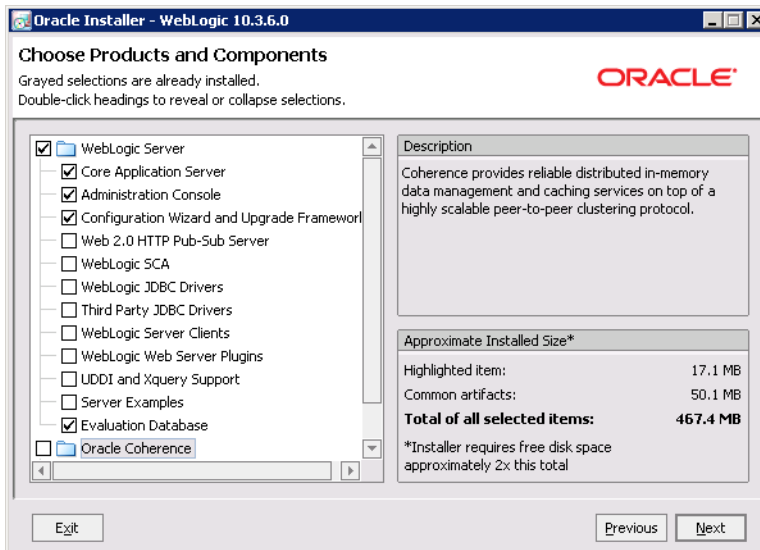 Oracle Installer - WebLogic 10.3.6.0
Choose Products and Components
Grayed selections are already installed.
Double-click headings to reveal or collapse selections.
ORACLE
WebLogic Server
Core Application Server
Administration Console
Configuration Wizard and Upgrade Framework
Web 2.0 HTTP Pub-Sub Server
WebLogic SCA
WebLogic JDBC Drivers
Third Party JDBC Drivers
WebLogic Server Clients
WebLogic Web Server Plugins
UDDI and Xquery Support
Server Examples
Evaluation Database
Oracle Coherence
Description
Coherence provides reliable distributed in-memory
data management and caching services on top of a
highly scalable peer-to-peer clustering protocol.
Approximate Installed Size*
Highlighted item: 17.1 MB
Common artifacts: 50.1 MB
Total of all selected items: 467.4 MB
*Installer requires free disk space
approximately 2x this total
Exit
Previous
Next